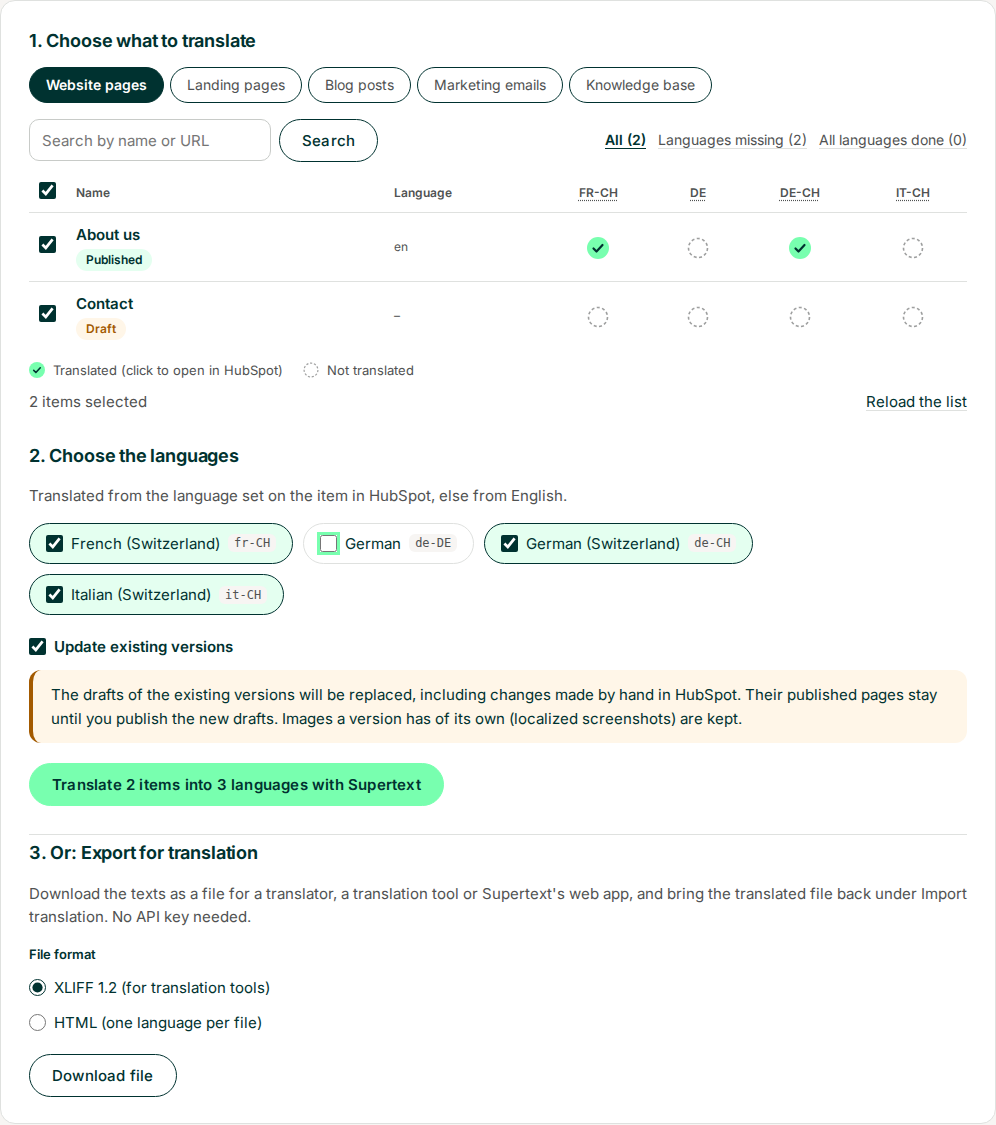 1. Choose what to translate
Website pages
Landing pages
Blog posts
Marketing emails
Knowledge base
Search by name or URL
Search
All (2)
Languages missing (2)
All languages done (0)
Name
Language
FR-CH
DE
DE-CH
IT-CH
About us
Published
en
Contact
Draft
–
Translated (click to open in HubSpot)
Not translated
2 items selected
Reload the list
2. Choose the languages
Translated from the language set on the item in HubSpot, else from English.
French (Switzerland) fr-CH
German de-DE
German (Switzerland) de-CH
Italian (Switzerland) it-CH
Update existing versions
The drafts of the existing versions will be replaced, including changes made by hand in HubSpot. Their published pages stay
until you publish the new drafts. Images a version has of its own (localized screenshots) are kept.
Translate 2 items into 3 languages with Supertext
3. Or: Export for translation
Download the texts as a file for a translator, a translation tool or Supertext's web app, and bring the translated file back under Import
translation. No API key needed.
File format
XLIFF 1.2 (for translation tools)
HTML (one language per file)
Download file